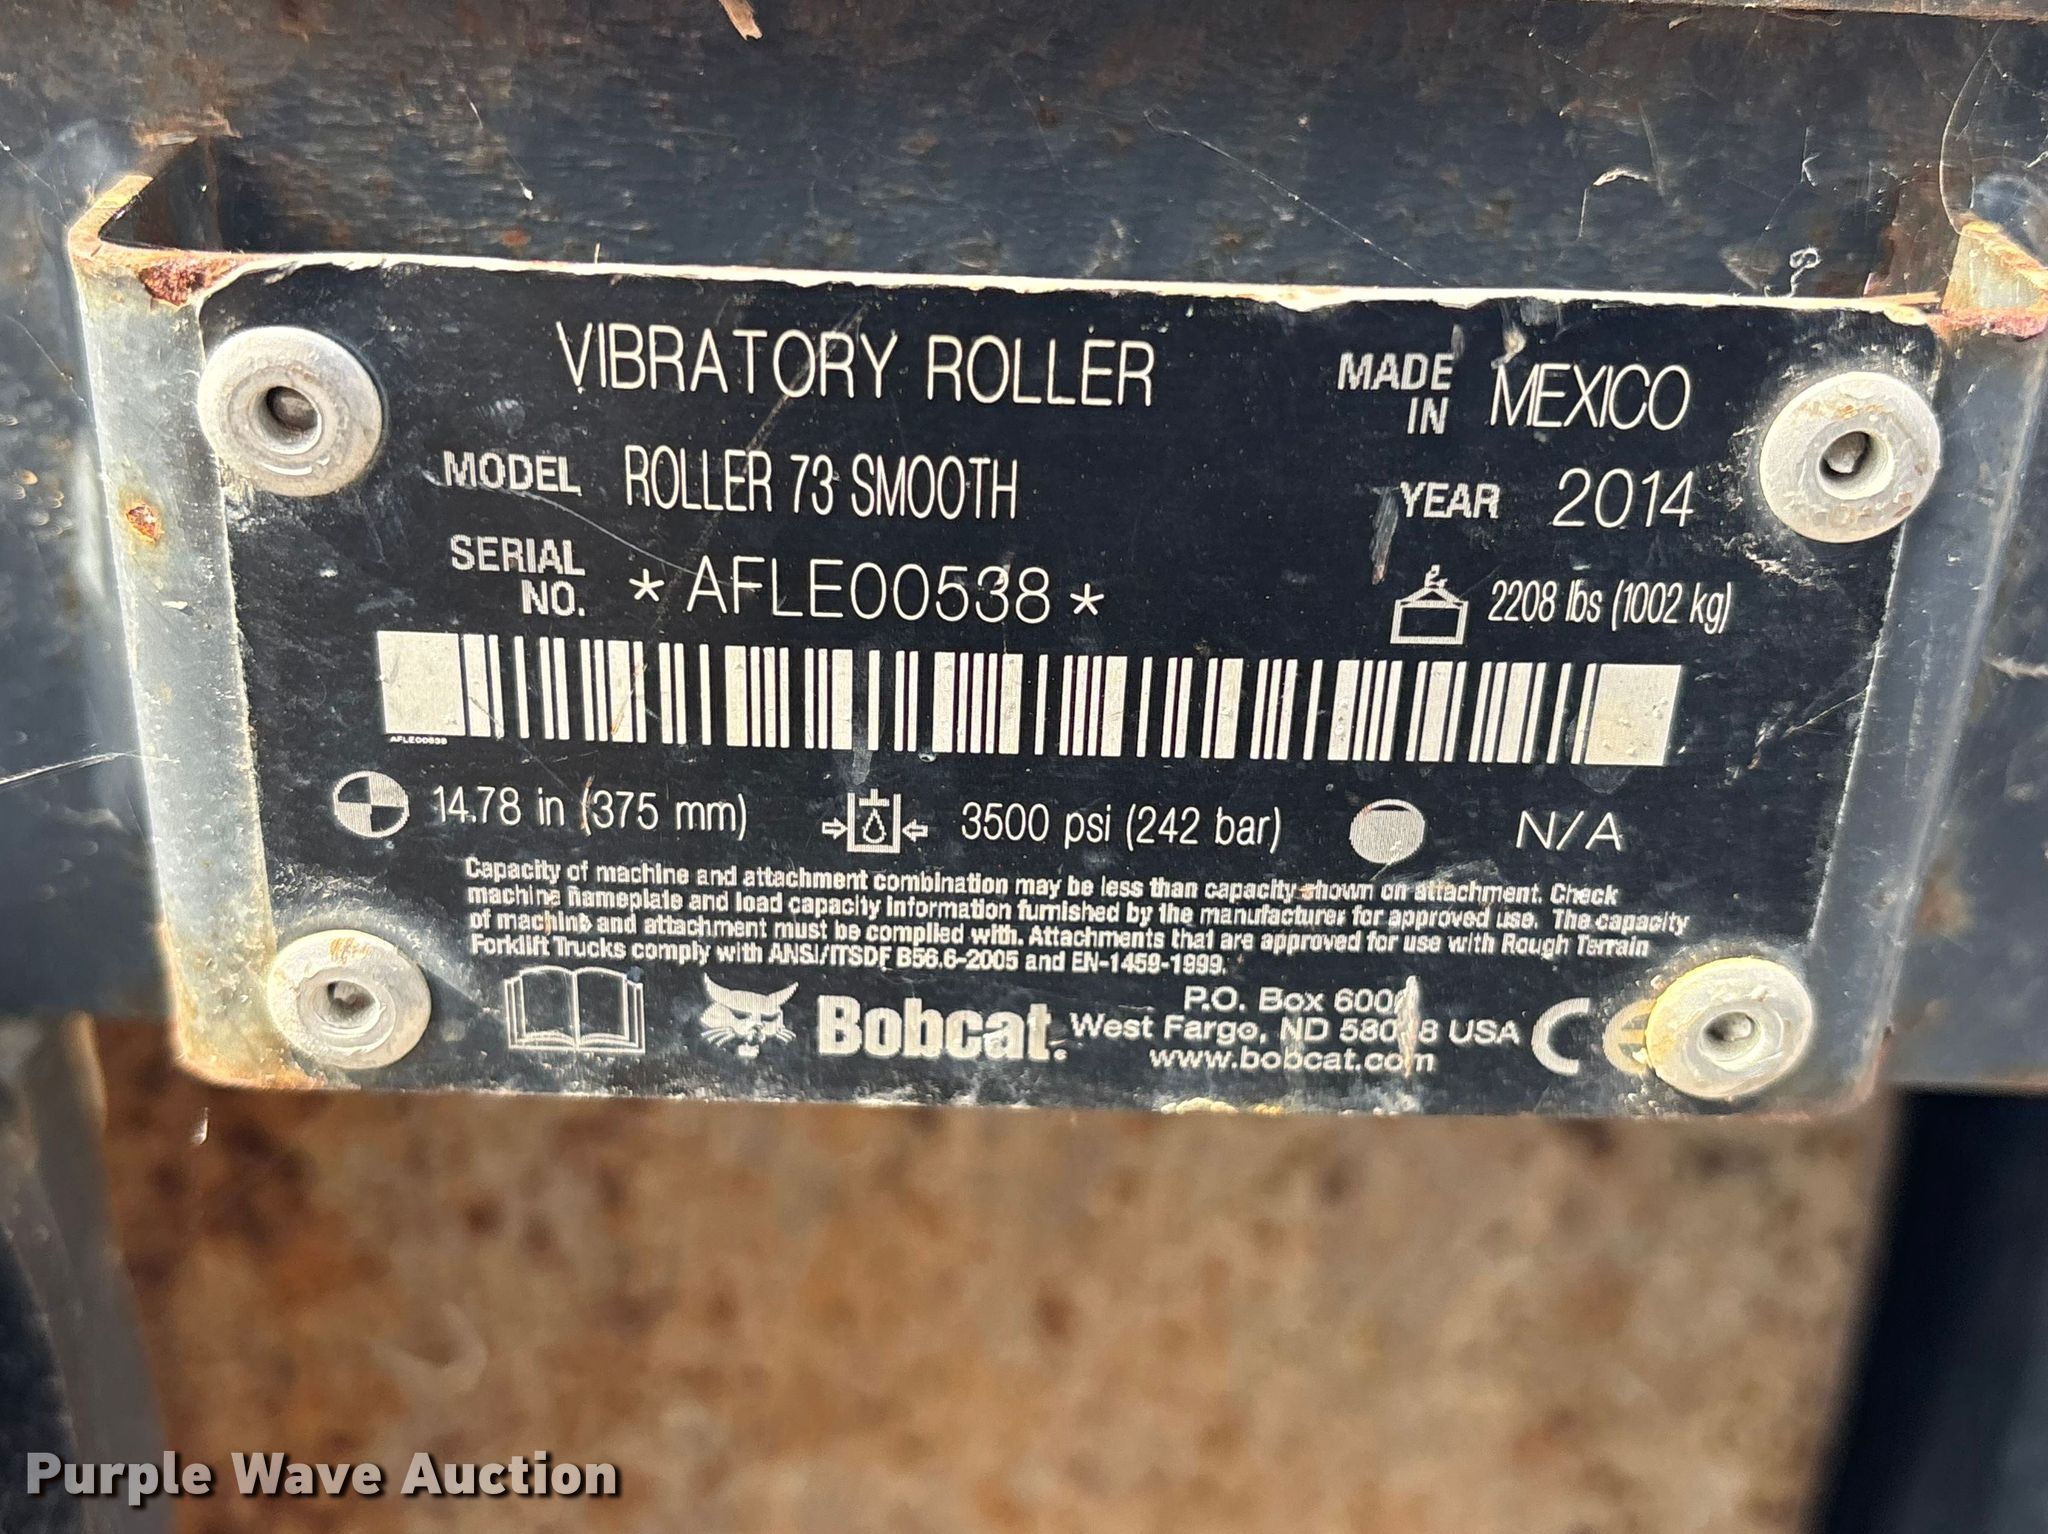 VIBRATORY ROLLER
MADE IN MEXICO
MODEL ROLLER 73 SMOOTH
YEAR 2014
SERIAL NO. *AFLE00538*
2208 lbs (1002 kg)
AFLE00538
14.78 in (375 mm)
3500 psi (242 bar)
N/A
Capacity of machine and attachment combination may be less than capacity shown on attachment. Check
machine nameplate and load capacity information furnished by the manufacturer for approved use. The capacity
of machine and attachment must be complied with. Attachments that are approved for use with Rough Terrain
Forklift Trucks comply with ANSI/ITSDF B56.6-2005 and EN-1459-1999.
Bobcat.
P.O. Box
West Fargo, ND USA
www.bobcat.com
CE
Purple Wave Auction